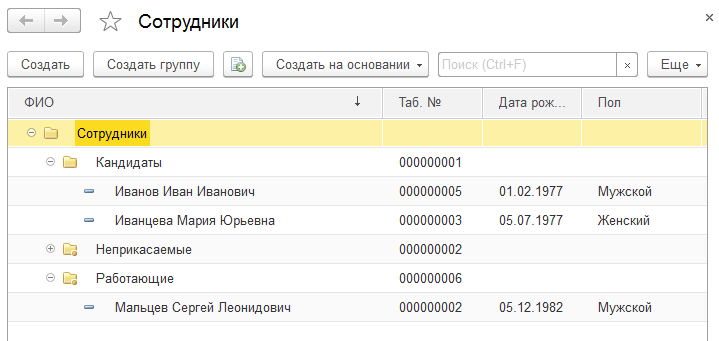 Сотрудники
Создать Создать группу Создать на основании Поиск (Ctrl+F) × Еще
ФИО ↓ Таб. № Дата рож... Пол
Сотрудники
Кандидаты 000000001
Иванов Иван Иванович 000000005 01.02.1977 Мужской
Иванцева Мария Юрьевна 000000003 05.07.1977 Женский
Неприкасаемые 000000002
Работающие 000000006
Мальцев Сергей Леонидович 000000002 05.12.1982 Мужской